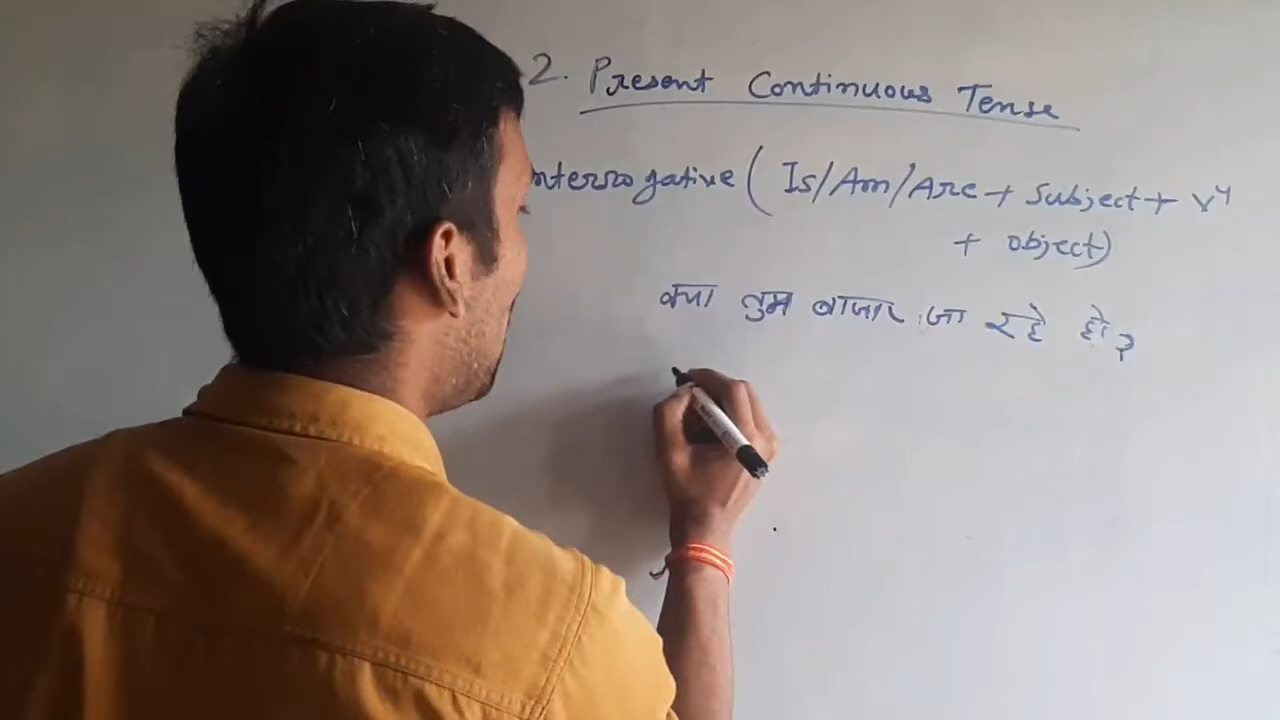 2. Present Continuous Tense
nterrogative ( Is/Am/Are + Subject + V4
+ object)
क्या तुम बाजार जा रहे हो?